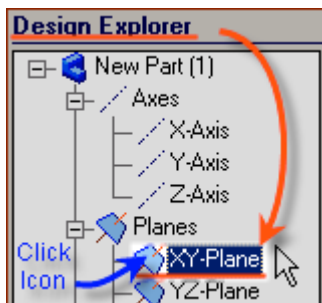 Design Explorer
New Part (1)
Axes
X-Axis
Y-Axis
Z-Axis
Planes
Click
Icon
XY-Plane
YZ-Plane